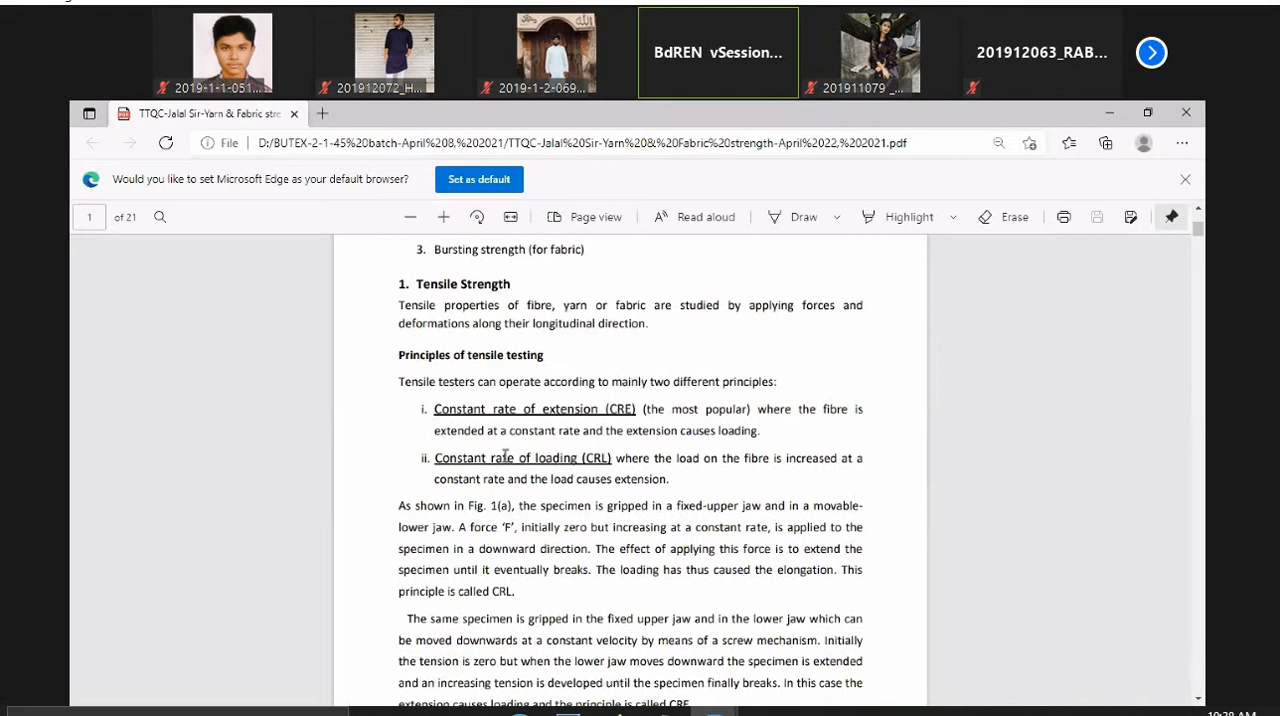 2019-1-1-051...
201912072_H...
2019-1-2-069...
BdREN vSession...
201911079 _...
201912063_RAB...
TTQC-Jalal Sir-Yarn & Fabric stre
File D:/BUTEX-2-1-45%20batch-April%208,%202021/TTQC-Jalal%20Sir-Yarn%20&%20Fabric%20strength-April%2022,%202021.pdf
Would you like to set Microsoft Edge as your default browser? Set as default
1 of 21 Page view Read aloud Draw Highlight Erase
3. Bursting strength (for fabric)
1. Tensile Strength
Tensile properties of fibre, yarn or fabric are studied by applying forces and
deformations along their longitudinal direction.
Principles of tensile testing
Tensile testers can operate according to mainly two different principles:
i. Constant rate of extension (CRE) (the most popular) where the fibre is
extended at a constant rate and the extension causes loading.
ii. Constant rate of loading (CRL) where the load on the fibre is increased at a
constant rate and the load causes extension.
As shown in Fig. 1(a), the specimen is gripped in a fixed-upper jaw and in a movable-
lower jaw. A force ‘F’, initially zero but increasing at a constant rate, is applied to the
specimen in a downward direction. The effect of applying this force is to extend the
specimen until it eventually breaks. The loading has thus caused the elongation. This
principle is called CRL.
The same specimen is gripped in the fixed upper jaw and in the lower jaw which can
be moved downwards at a constant velocity by means of a screw mechanism. Initially
the tension is zero but when the lower jaw moves downward the specimen is extended
and an increasing tension is developed until the specimen finally breaks. In this case the
extension causes loading and the principle is called CRE.